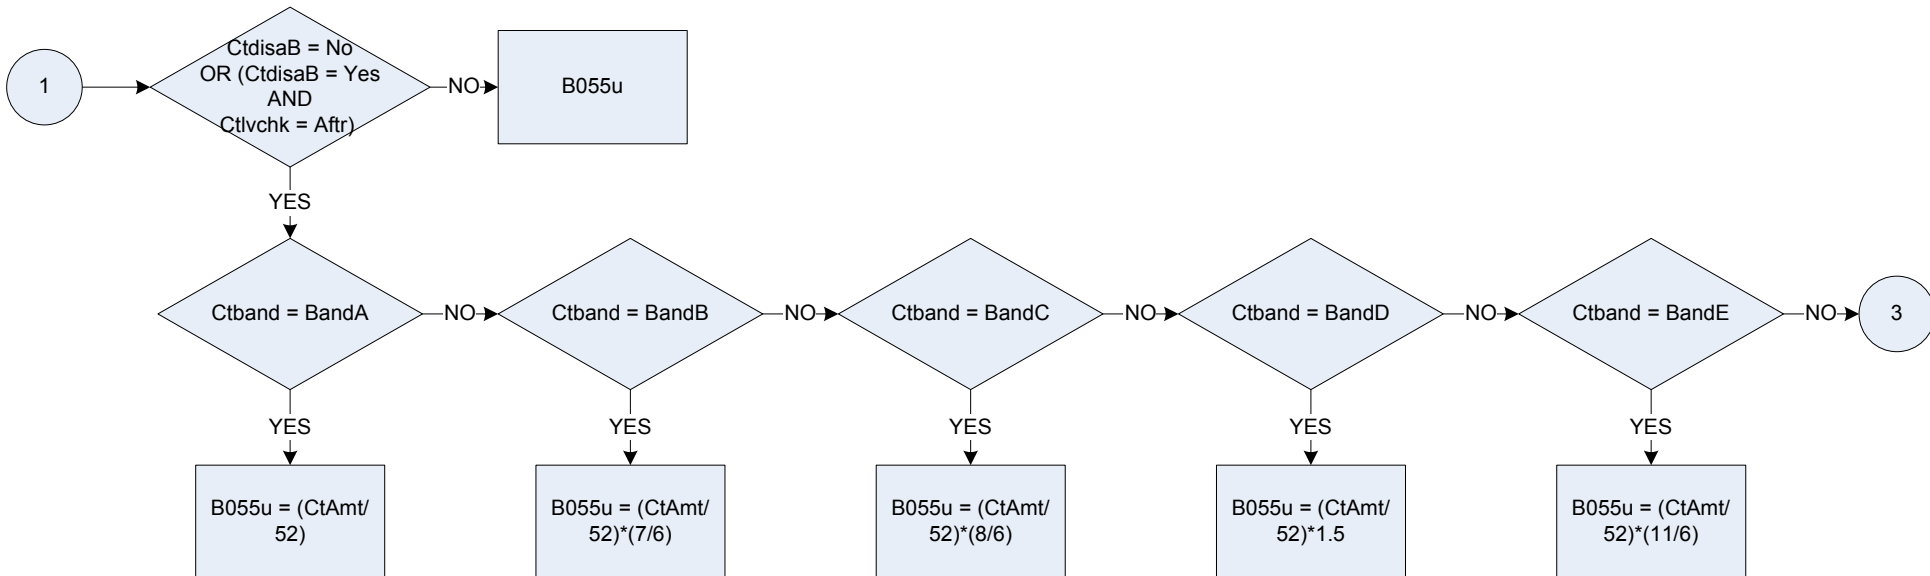 1
CtdisaB = No
OR (CtdisaB = Yes
AND
Ctlvchk = Aftr)
NO
B055u
YES
Ctband = BandA
NO
Ctband = BandB
NO
Ctband = BandC
NO
Ctband = BandD
NO
Ctband = BandE
NO
3
YES
YES
YES
YES
YES
B055u = (CtAmt/
52)
B055u = (CtAmt/
52)*(7/6)
B055u = (CtAmt/
52)*(8/6)
B055u = (CtAmt/
52)*1.5
B055u = (CtAmt/
52)*(11/6)